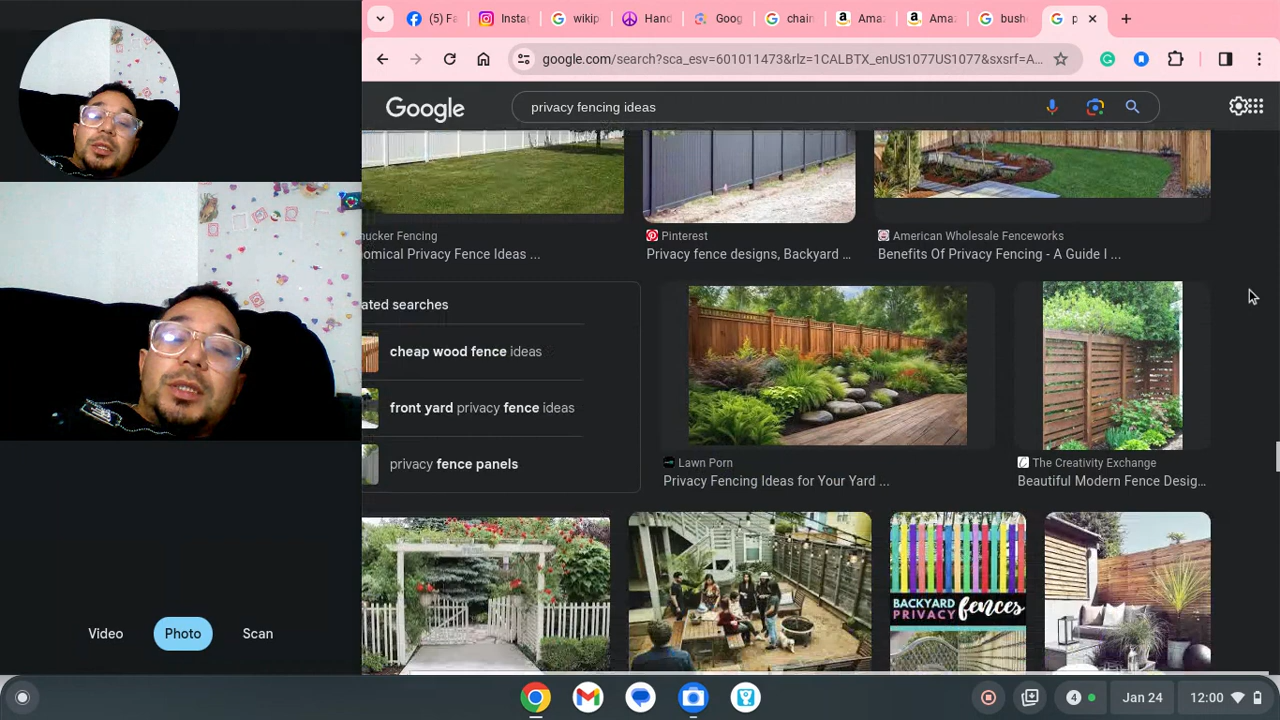 (5) Fa
Insta
wikip
Hand
Goog
chain
Amaz
Ama
bush
p
google.com/search?sca_esv=601011473&rlz=1CALBTX_enUS1077US1077&sxsrf=A...
Google
privacy fencing ideas
nucker Fencing
Pinterest
American Wholesale Fenceworks
omical Privacy Fence Ideas ...
Privacy fence designs, Backyard ...
Benefits Of Privacy Fencing - A Guide I ...
ated searches
cheap wood fence ideas
front yard privacy fence ideas
privacy fence panels
Lawn Porn
The Creativity Exchange
Privacy Fencing Ideas for Your Yard ...
Beautiful Modern Fence Desig...
BACKYARD
PRIVACY fences
Video
Photo
Scan
4
Jan 24
12:00